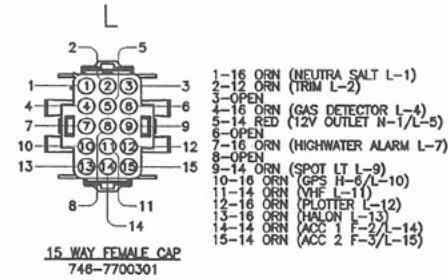 L
2 5
1 1 2 3 3
4 4 5 6 6
7 7 8 9 9
10 10 11 12 12
13 13 14 15 15
8 11
14
15 WAY FEMALE CAP
746-7700301
1-16 ORN (NEUTRA SALT L-1)
2-12 ORN (TRIM L-2)
3-OPEN
4-16 ORN (GAS DETECTOR L-4)
5-14 RED (12V OUTLET N-1/L-5)
6-OPEN
7-16 ORN (HIGHWATER ALARM L-7)
8-OPEN
9-14 ORN (SPOT LT L-9)
10-16 ORN (GPS H-6/L-10)
11-14 ORN (VHF L-11)
12-16 ORN (PLOTTER L-12)
13-16 ORN (HALON L-13)
14-14 ORN (ACC 1 F-2/L-14)
15-14 ORN (ACC 2 F-3/L-15)